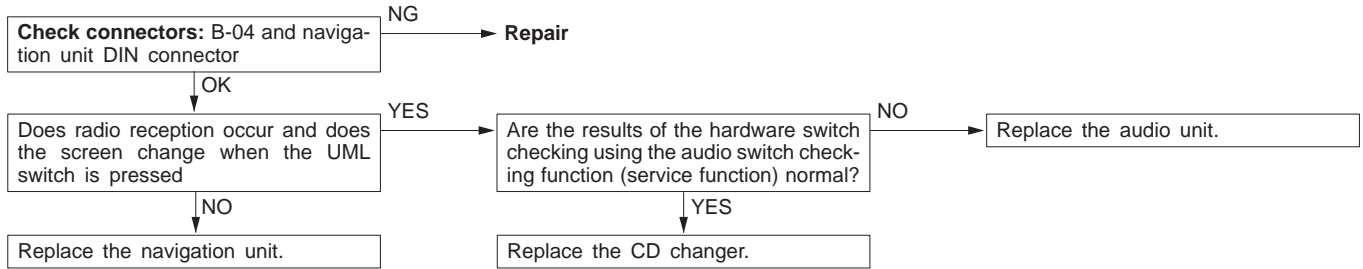 Check connectors: B-04 and naviga-
tion unit DIN connector
NG
Repair
OK
Does radio reception occur and does
the screen change when the UML
switch is pressed
YES
Are the results of the hardware switch
checking using the audio switch check-
ing function (service function) normal?
NO
Replace the audio unit.
NO
Replace the navigation unit.
YES
Replace the CD changer.